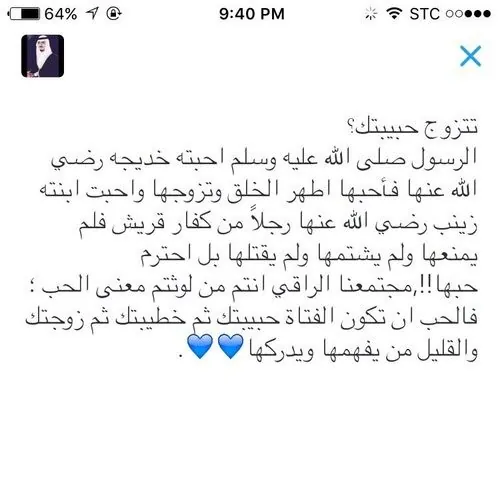 64% 9:40 PM STC
تتزوج حبيبتك؟
الرسول صلى الله عليه وسلم احبته خديجه رضي
الله عنها فأحبها اطهر الخلق وتزوجها واحبت ابنته
زينب رضي الله عنها رجلاً من كفار قريش فلم
يمنعها ولم يشتمها ولم يقتلها بل احترم
حبها!!,مجتمعنا الراقي انتم من لوثتم معنى الحب ؛
فالحب ان تكون الفتاة حبيبتك ثم خطيبتك ثم زوجتك
والقليل من يفهمها ويدركها💙💙.